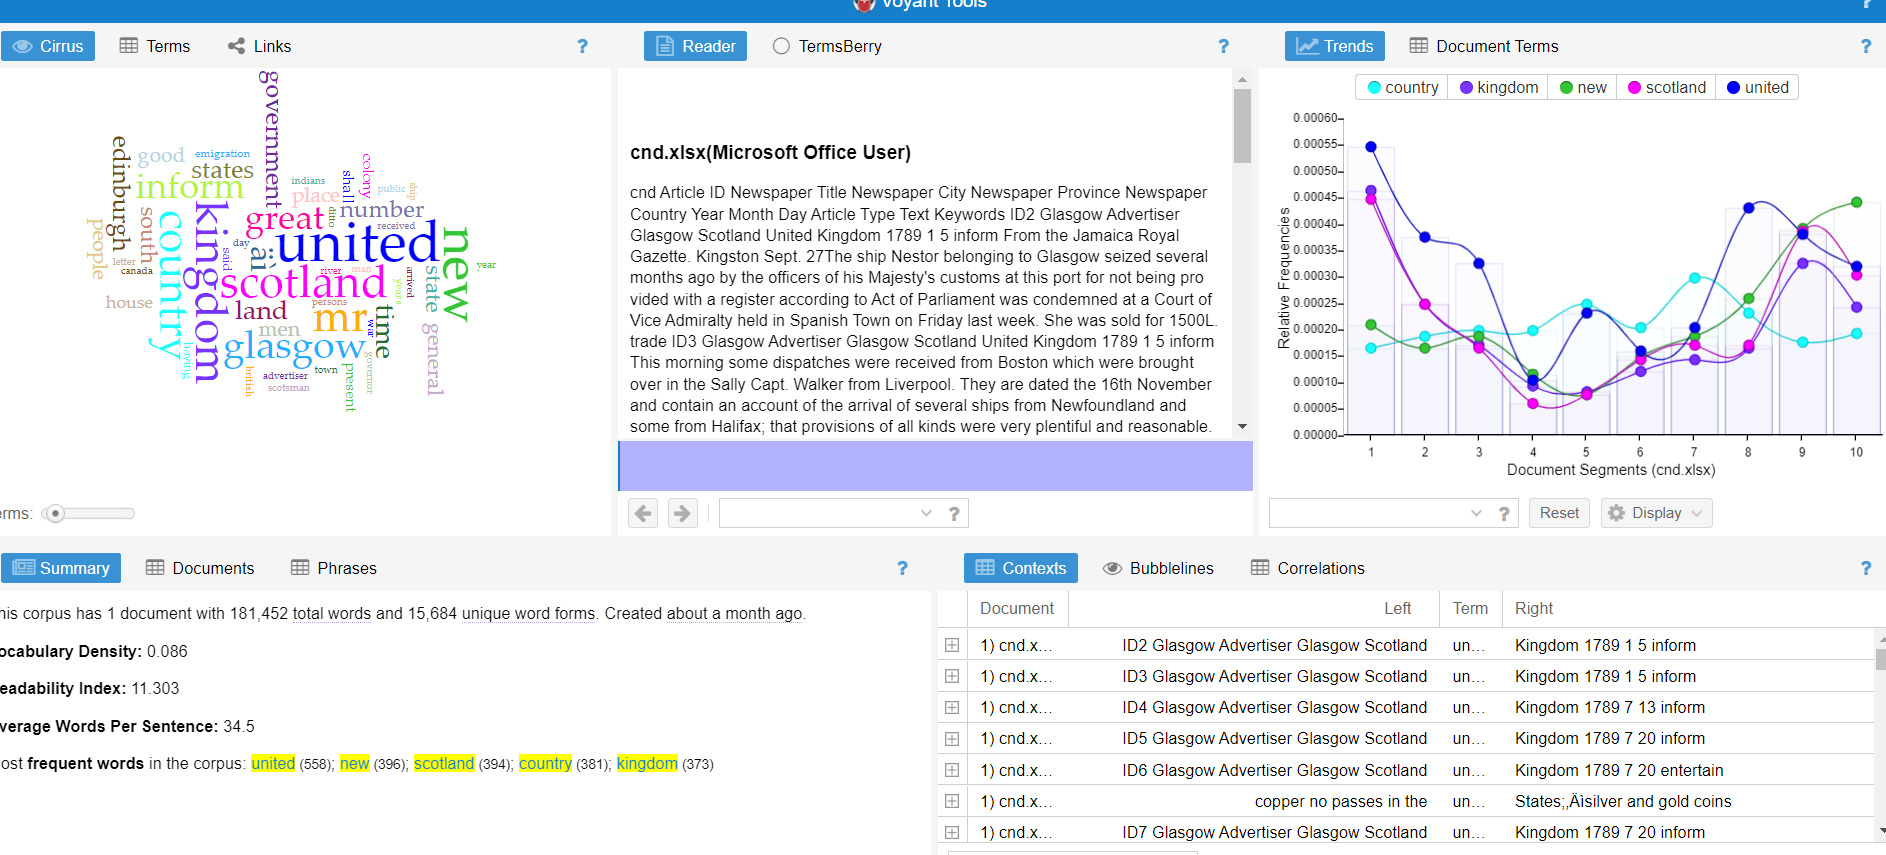 Voyant Tools
?
Cirrus
Terms
Links
?
Reader
TermsBerry
?
Trends
Document Terms
?
government
edinburgh
good
emigration
states
inform
colony
indians
shall
public
ship
place
people
south
country
kingdom
great
ditto
number
received
united
new
said
day
aì
letter
canada
scotland
river
man
years
arrived
state
year
house
land
persons
mr
war
time
men
glasgow
general
having
british
advertiser
scotsman
town
present
governor
erms:
cnd.xlsx(Microsoft Office User)
cnd Article ID Newspaper Title Newspaper City Newspaper Province Newspaper
Country Year Month Day Article Type Text Keywords ID2 Glasgow Advertiser
Glasgow Scotland United Kingdom 1789 1 5 inform From the Jamaica Royal
Gazette. Kingston Sept. 27The ship Nestor belonging to Glasgow seized several
months ago by the officers of his Majesty's customs at this port for not being pro
vided with a register according to Act of Parliament was condemned at a Court of
Vice Admiralty held in Spanish Town on Friday last week. She was sold for 1500L.
trade ID3 Glasgow Advertiser Glasgow Scotland United Kingdom 1789 1 5 inform
This morning some dispatches were received from Boston which were brought
over in the Sally Capt. Walker from Liverpool. They are dated the 16th November
and contain an account of the arrival of several ships from Newfoundland and
some from Halifax; that provisions of all kinds were very plentiful and reasonable.
?
country kingdom new scotland united
Relative Frequencies
0.00060
0.00055
0.00050
0.00045
0.00040
0.00035
0.00030
0.00025
0.00020
0.00015
0.00010
0.00005
0.00000
1 2 3 4 5 6 7 8 9 10
Document Segments (cnd.xlsx)
? Reset Display
Summary
Documents
Phrases
?
his corpus has 1 document with 181,452 total words and 15,684 unique word forms. Created about a month ago.
ocabulary Density: 0.086
eadability Index: 11.303
verage Words Per Sentence: 34.5
ost frequent words in the corpus: united (558); new (396); scotland (394); country (381); kingdom (373)
Contexts
Bubblelines
Correlations
?
Document Left Term Right
1) cnd.x... ID2 Glasgow Advertiser Glasgow Scotland un... Kingdom 1789 1 5 inform
1) cnd.x... ID3 Glasgow Advertiser Glasgow Scotland un... Kingdom 1789 1 5 inform
1) cnd.x... ID4 Glasgow Advertiser Glasgow Scotland un... Kingdom 1789 7 13 inform
1) cnd.x... ID5 Glasgow Advertiser Glasgow Scotland un... Kingdom 1789 7 20 inform
1) cnd.x... ID6 Glasgow Advertiser Glasgow Scotland un... Kingdom 1789 7 20 entertain
1) cnd.x... copper no passes in the un... States;‚Äìsilver and gold coins
1) cnd.x... ID7 Glasgow Advertiser Glasgow Scotland un... Kingdom 1789 7 20 inform